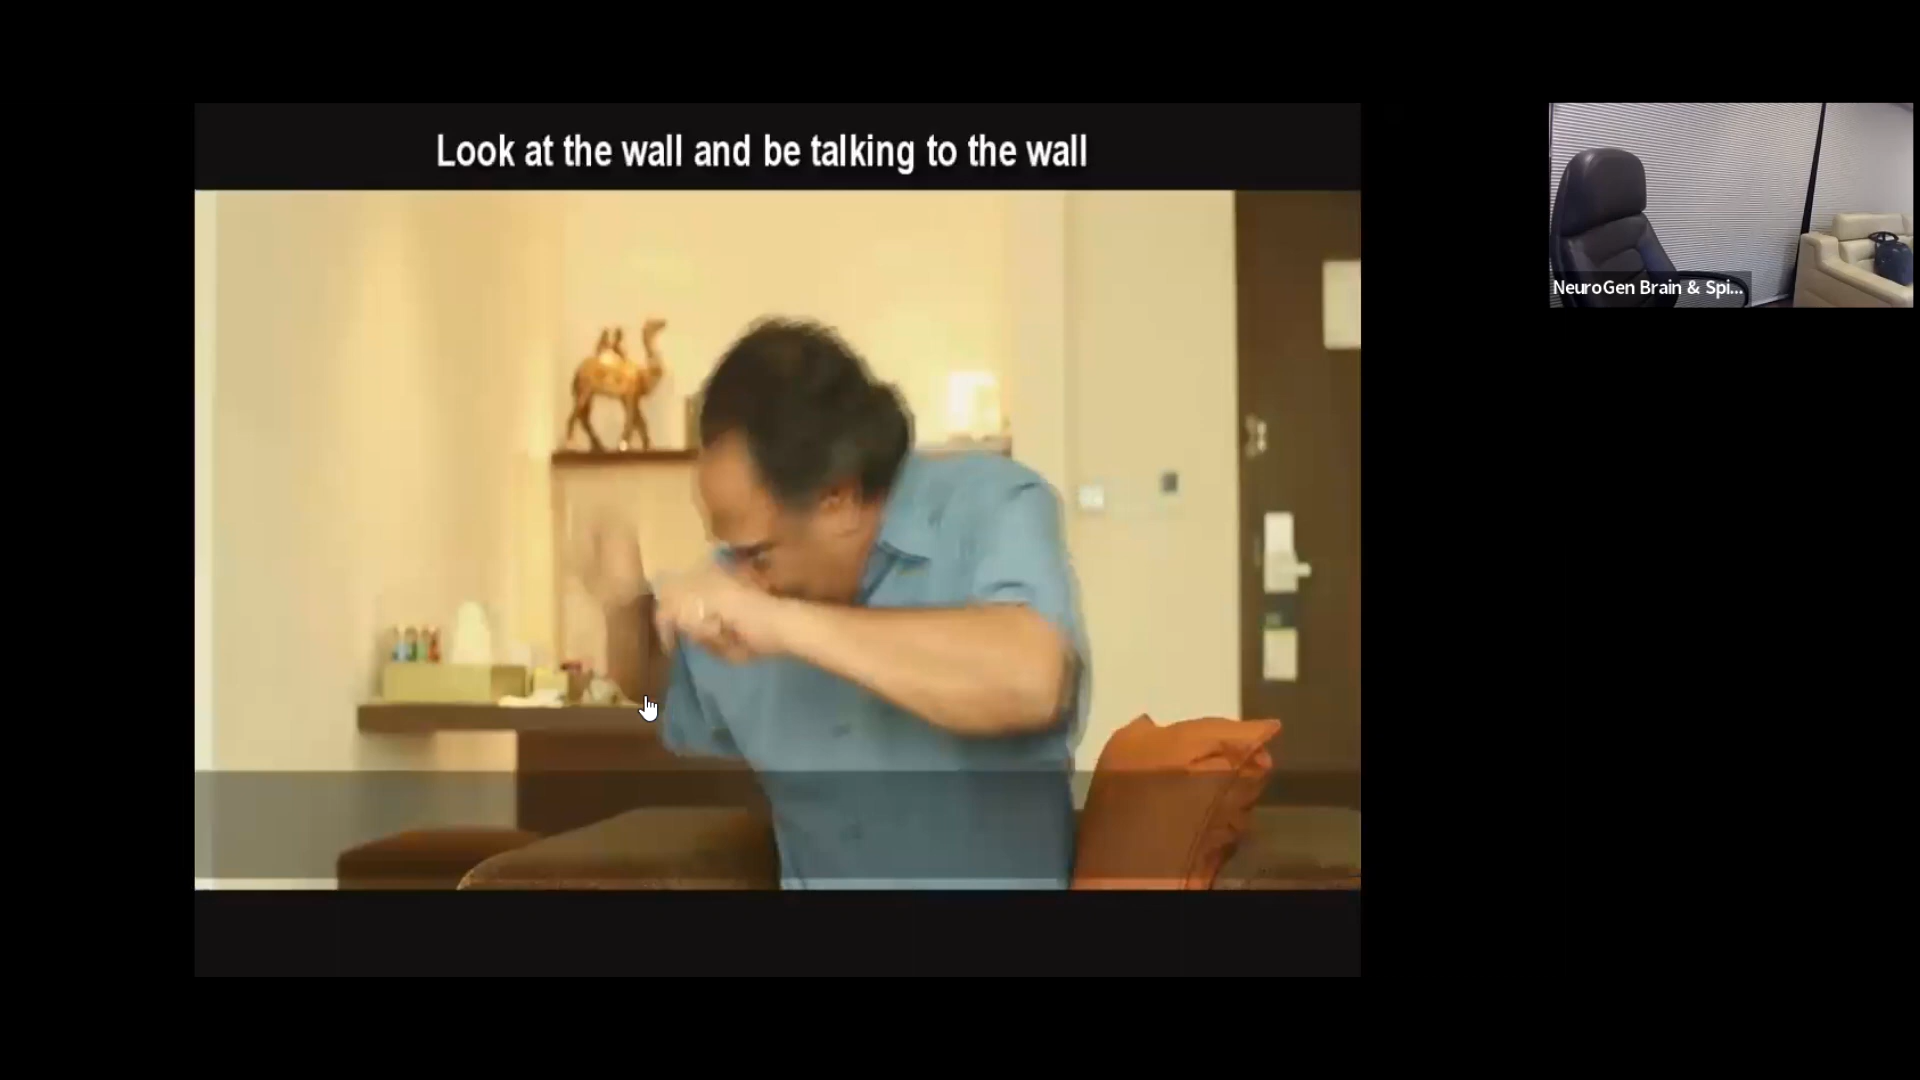 Look at the wall and be talking to the wall
NeuroGen Brain & Spi...